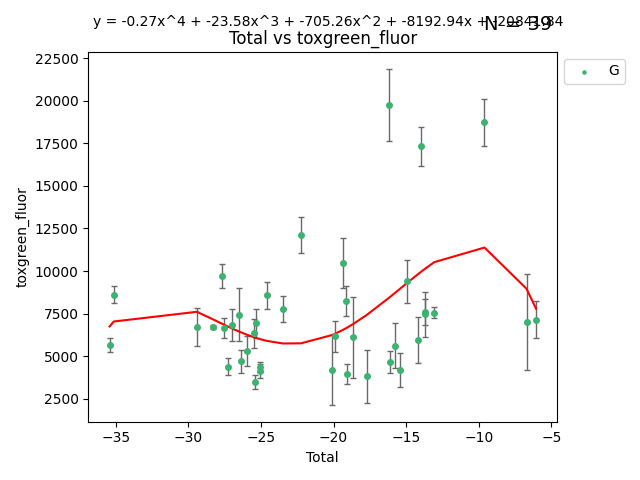 y = -0.27x^4 + -23.58x^3 + -705.26x^2 + -8192.94x +
N = 39
Total vs toxgreen_fluor
G
22500
20000
17500
15000
12500
10000
7500
5000
2500
toxgreen_fluor
−35 −30 −25 −20 −15 −10 −5
Total